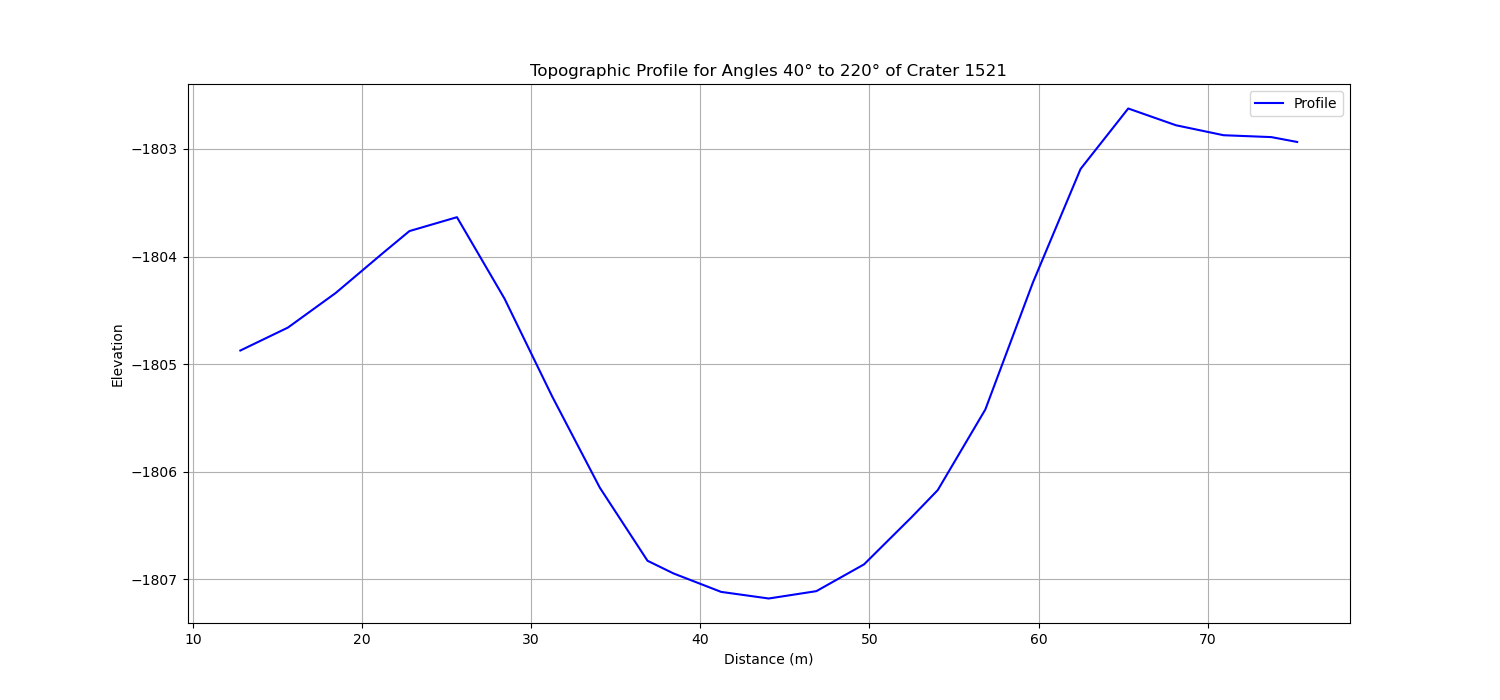 Topographic Profile for Angles 40° to 220° of Crater 1521
Profile
−1803
−1804
−1805
−1806
−1807
Elevation
10 20 30 40 50 60 70
Distance (m)